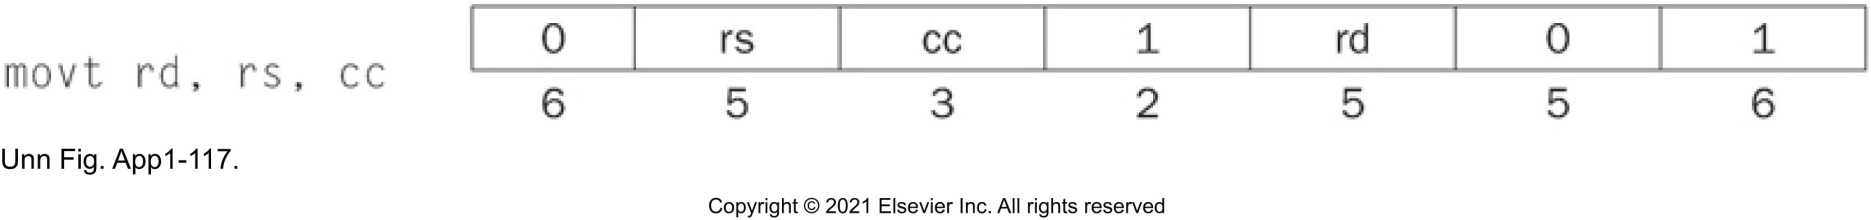 0 rs cc 1 rd 0 1
movt rd, rs, cc
6 5 3 2 5 5 6
Unn Fig. App1-117.
Copyright © 2021 Elsevier Inc. All rights reserved